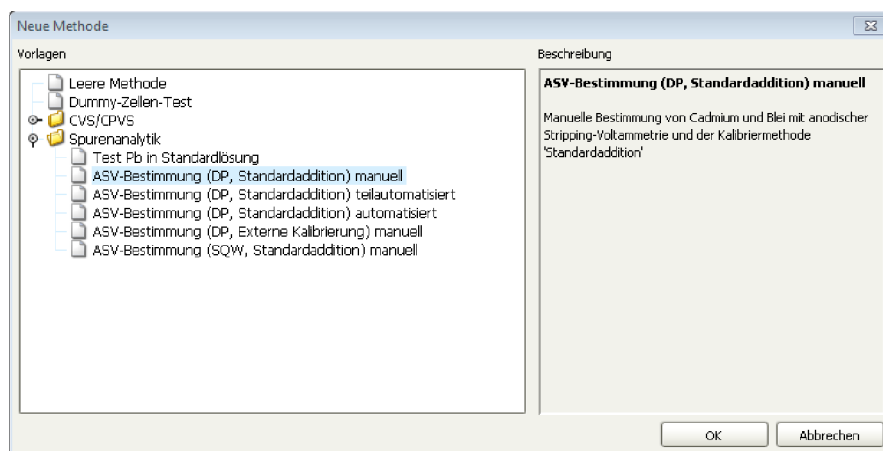 Neue Methode
Vorlagen
Leere Methode
Dummy-Zellen-Test
CVS/CPVS
Spurenanalytik
Test Pb in Standardlösung
ASV-Bestimmung (DP, Standardaddition) manuell
ASV-Bestimmung (DP, Standardaddition) teilautomatisiert
ASV-Bestimmung (DP, Standardaddition) automatisiert
ASV-Bestimmung (DP, Externe Kalibrierung) manuell
ASV-Bestimmung (SQW, Standardaddition) manuell
Beschreibung
ASV-Bestimmung (DP, Standardaddition) manuell
Manuelle Bestimmung von Cadmium und Blei mit anodischer
Stripping-Voltammetrie und der Kalibriermethode
'Standardaddition'
OK
Abbrechen